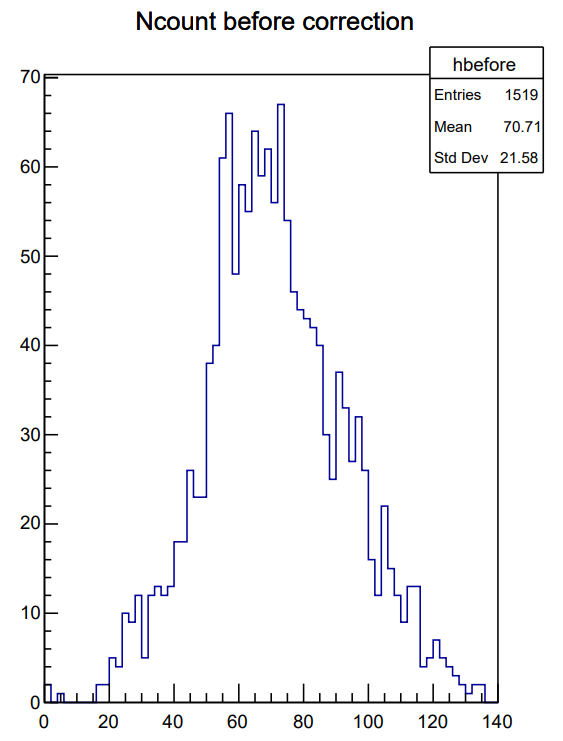 Ncount before correction
hbefore
Entries 1519
Mean 70.71
Std Dev 21.58
70
60
50
40
30
20
10
0
0 20 40 60 80 100 120 140